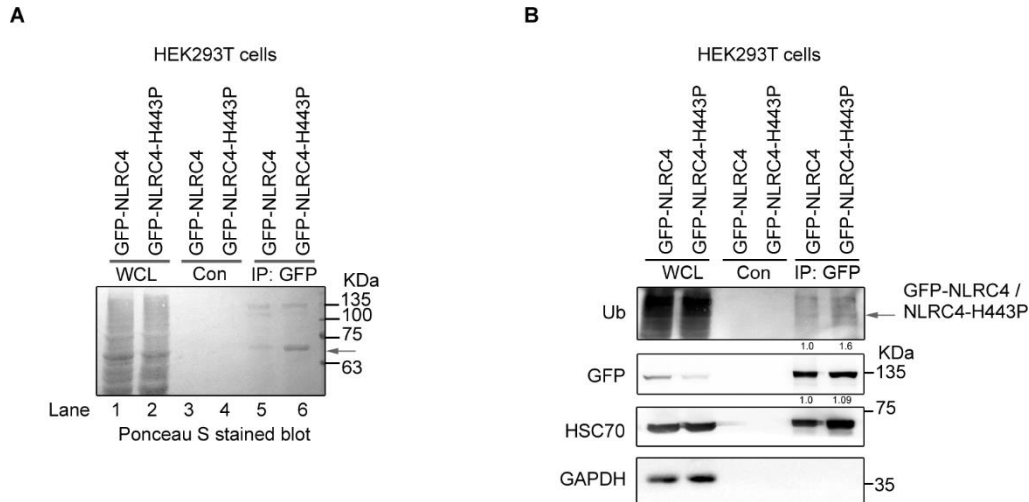 A
HEK293T cells
GFP-NLRC4
GFP-NLRC4-H443P
GFP-NLRC4
GFP-NLRC4-H443P
GFP-NLRC4
GFP-NLRC4-H443P
WCL Con IP: GFP
KDa
135
100
75
63
Lane 1 2 3 4 5 6
Ponceau S stained blot
B
HEK293T cells
GFP-NLRC4
GFP-NLRC4-H443P
GFP-NLRC4
GFP-NLRC4-H443P
GFP-NLRC4
GFP-NLRC4-H443P
WCL Con IP: GFP
Ub
GFP-NLRC4 /
NLRC4-H443P
1.0 1.6
KDa
GFP
135
1.0 1.09
75
HSC70
GAPDH
35